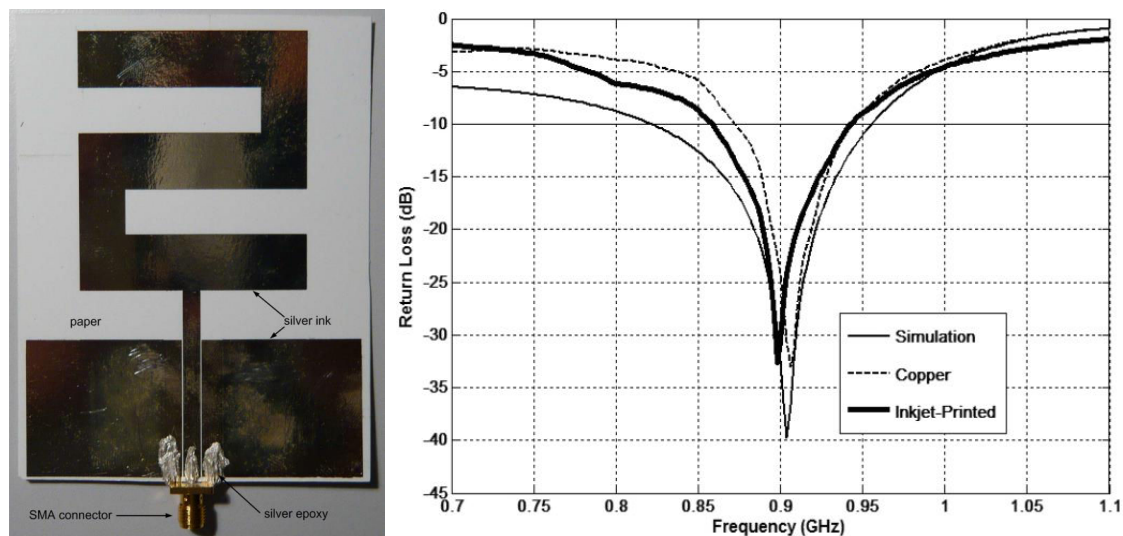 paper
silver ink
SMA connector
silver epoxy
Return Loss (dB)
0
-5
-10
-15
-20
-25
-30
-35
-40
-45
Simulation
Copper
Inkjet-Printed
0.7
0.75
0.8
0.85
0.9
0.95
1
1.05
1.1
Frequency (GHz)